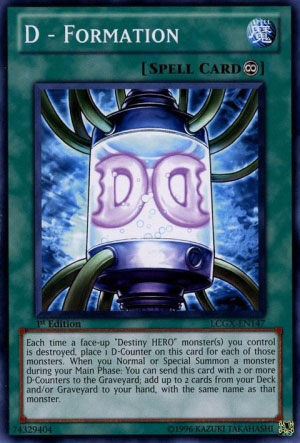 D - Formation
[Spell Card]
DD
1st Edition
LCGX-EN147
Each time a face-up "Destiny HERO" monster(s) you
control is destroyed, place 1 D-Counter on this card for each of those
monsters. When you Normal or Special Summon a monster
during your Main Phase: You can send this card with 2 or more
D-Counters to the Graveyard; add up to 2 cards from your Deck
and/or Graveyard to your hand, with the same name as that
monster.
74329404
©1996 KAZUKI TAKAHASHI